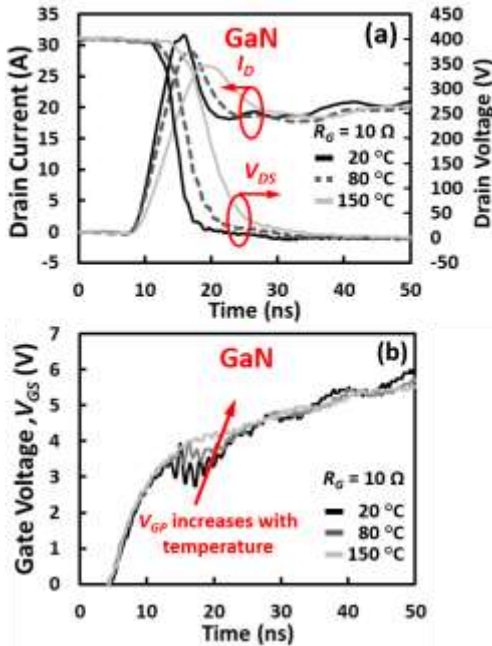 GaN
(a)
I_D
V_DS
R_G = 10 Ω
20 °C
80 °C
150 °C
Drain Current (A)
35
30
25
20
15
10
5
0
-5
Drain Voltage (V)
450
400
350
300
250
200
150
100
50
0
-50
0 10 20 30 40 50
Time (ns)
GaN
(b)
R_G = 10 Ω
20 °C
80 °C
150 °C
V_GP increases with
temperature
Gate Voltage ,V_GS (V)
7
6
5
4
3
2
1
0
0 10 20 30 40 50
Time (ns)